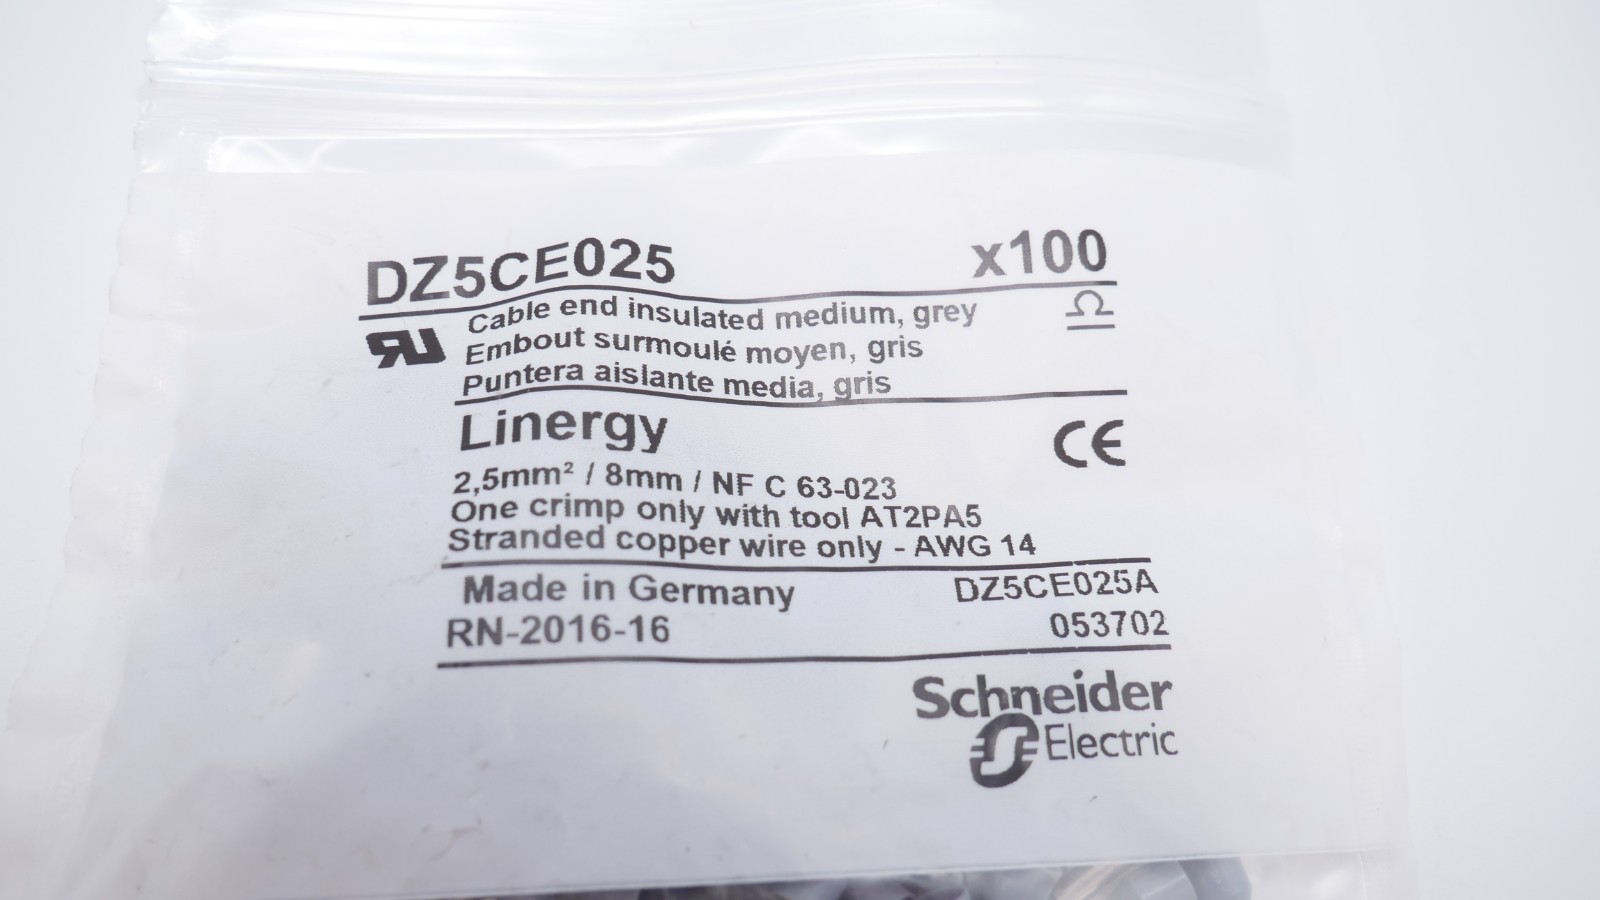 DZ5CE025 x100
Cable end insulated medium, grey
Embout surmoulé moyen, gris
Puntera aislante media, gris
Linergy CE
2,5mm² / 8mm / NF C 63-023
One crimp only with tool AT2PA5
Stranded copper wire only - AWG 14
Made in Germany DZ5CE025A
RN-2016-16 053702
Schneider
Electric